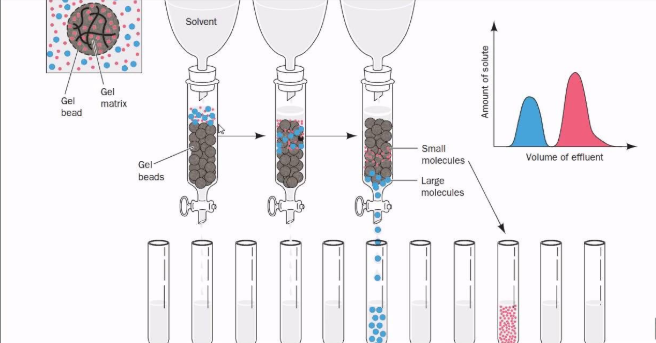 Solvent
Gel
bead
Gel
matrix
Gel
beads
Small
molecules
Large
molecules
Amount of solute
Volume of effluent